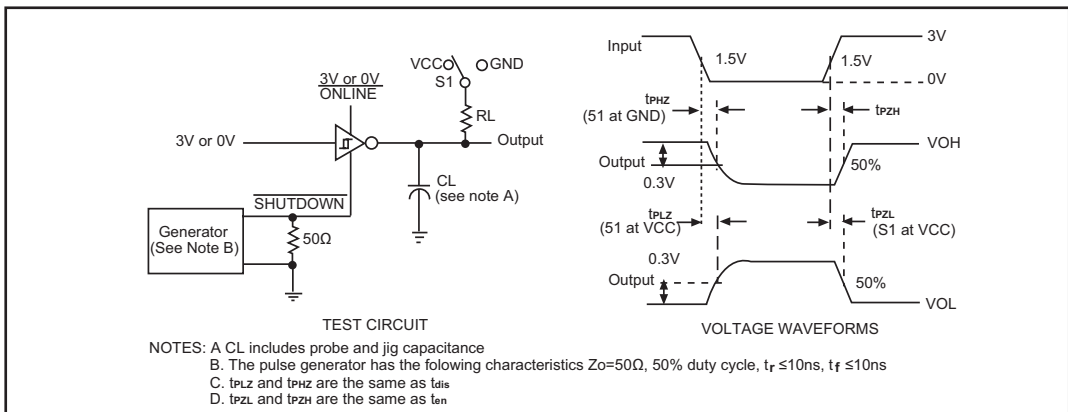 3V or 0V
ONLINE
VCC
GND
S1
RL
3V or 0V
Output
CL
(see note A)
SHUTDOWN
Generator
(See Note B)
50Ω
TEST CIRCUIT
Input
3V
1.5V
1.5V
0V
tPHZ
(51 at GND)
tPZH
VOH
Output
50%
0.3V
tPLZ
(51 at VCC)
tPZL
(S1 at VCC)
0.3V
Output
50%
VOL
VOLTAGE WAVEFORMS
NOTES: A CL includes probe and jig capacitance
B. The pulse generator has the folowing characteristics Zo=50Ω, 50% duty cycle, tr ≤10ns, tf ≤10ns
C. tPLZ and tPHZ are the same as tdis
D. tPZL and tPZH are the same as ten